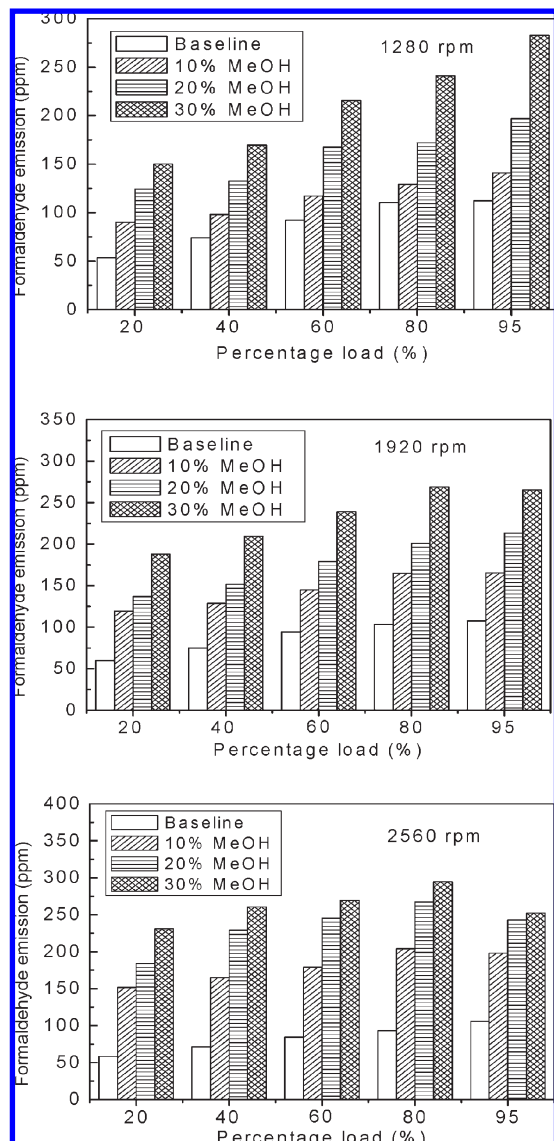 300
250
200
150
100
50
0
Formaldenyde emission (ppm)
Baseline
10% MeOH
20% MeOH
30% MeOH
1280 rpm
20 40 60 80 95
Percentage load (%)
350
300
250
200
150
100
50
0
Formaldehyde emission (ppm)
Baseline
10% MeOH
20% MeOH
30% MeOH
1920 rpm
20 40 60 80 95
Percentage load (%)
400
350
300
250
200
150
100
50
0
Formaldehyde emission (ppm)
Baseline
10% MeOH
20% MeOH
30% MeOH
2560 rpm
20 40 60 80 95
Percentage load (%)